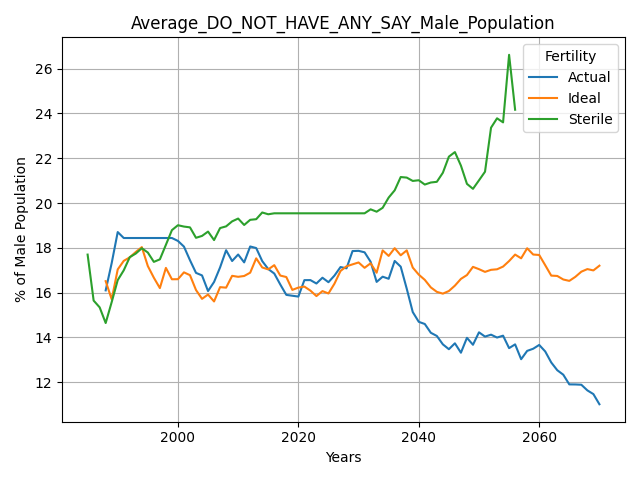 Average_DO_NOT_HAVE_ANY_SAY_Male_Population
Fertility
Actual
Ideal
Sterile
% of Male Population
26
24
22
20
18
16
14
12
2000
2020
2040
2060
Years